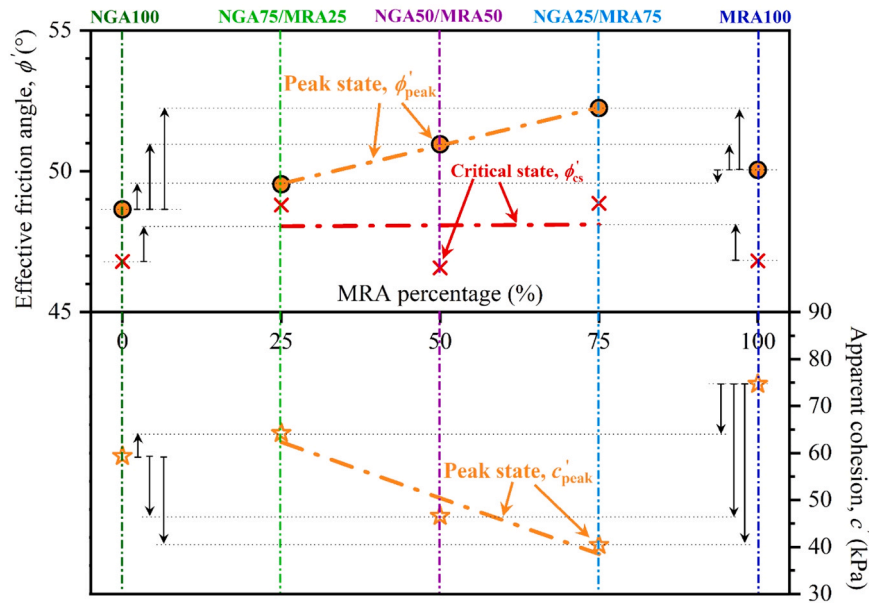 NGA100 NGA75/MRA25 NGA50/MRA50 NGA25/MRA75 MRA100
55
Peak state, ϕ′peak
Effective friction angle, ϕ′(°)
50
Critical state, ϕ′cs
MRA percentage (%)
45 90
0 25 50 75 100
80
70
60
Peak state, c′peak
50
40
30
Apparent cohesion, c′ (kPa)